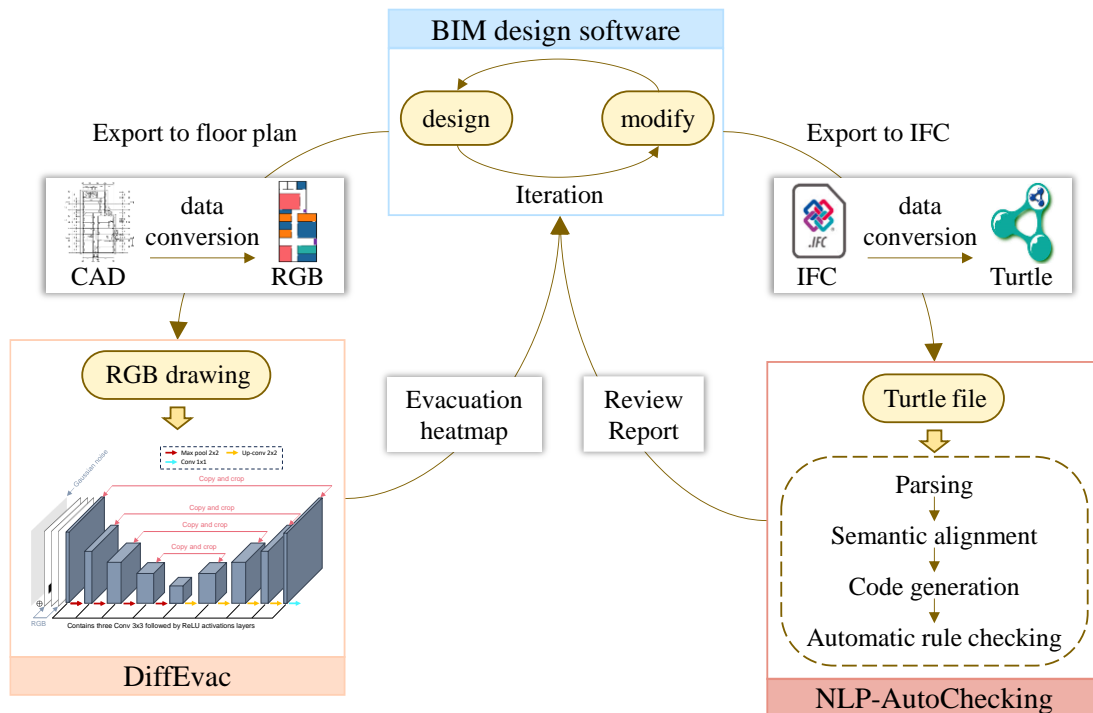 BIM design software
design
modify
Iteration
Export to floor plan
Export to IFC
data
conversion
CAD
RGB
.IFC
data
conversion
IFC
Turtle
RGB drawing
Evacuation
heatmap
Review
Report
Turtle file
Max pool 2x2
Up-conv 2x2
Conv 1x1
Gaussian noise
Copy and crop
Copy and crop
Copy and crop
Copy and crop
RGB
Contains three Conv 3x3 followed by ReLU activations layers
DiffEvac
Parsing
Semantic alignment
Code generation
Automatic rule checking
NLP-AutoChecking